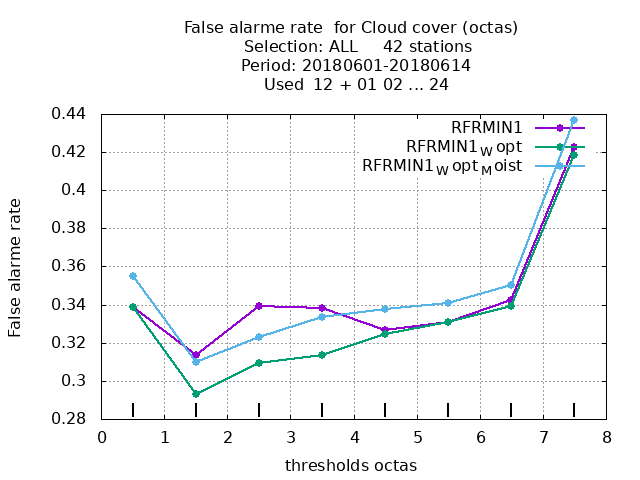 False alarme rate  for Cloud cover (octas)
Selection: ALL     42 stations
Period: 20180601-20180614
Used  12 + 01 02 ... 24
RFRMIN1
RFRMIN1W opt
RFRMIN1W optM oist
False alarme rate
0.44
0.42
0.4
0.38
0.36
0.34
0.32
0.3
0.28
0 1 2 3 4 5 6 7 8
thresholds octas